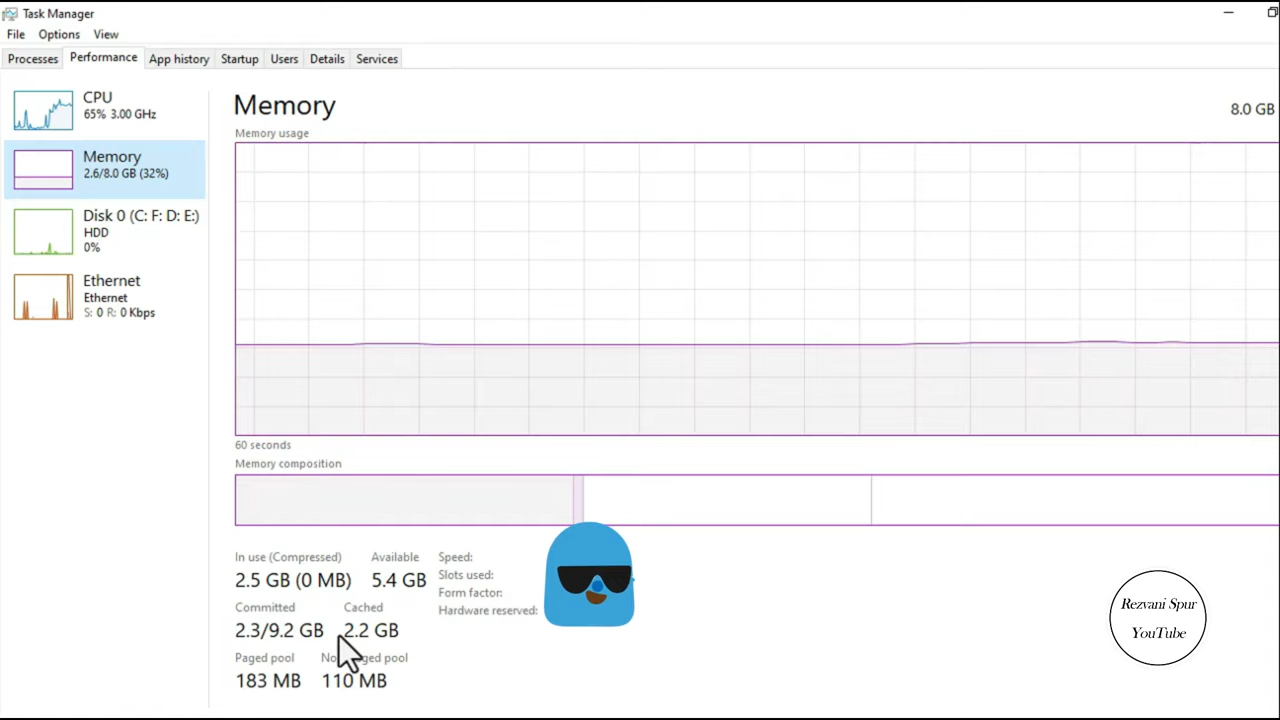 Task Manager
File Options View
Processes Performance App history Startup Users Details Services
CPU
65% 3.00 GHz
Memory
2.6/8.0 GB (32%)
Disk 0 (C: F: D: E:)
HDD
0%
Ethernet
Ethernet
S: 0 R: 0 Kbps
Memory 8.0 GB
Memory usage
60 seconds
Memory composition
In use (Compressed) Available
2.5 GB (0 MB) 5.4 GB
Committed Cached
2.3/9.2 GB 2.2 GB
Paged pool pool
183 MB 110 MB
Speed:
Slots used:
Form factor:
Hardware reserved:
Rezvani Spur
YouTube